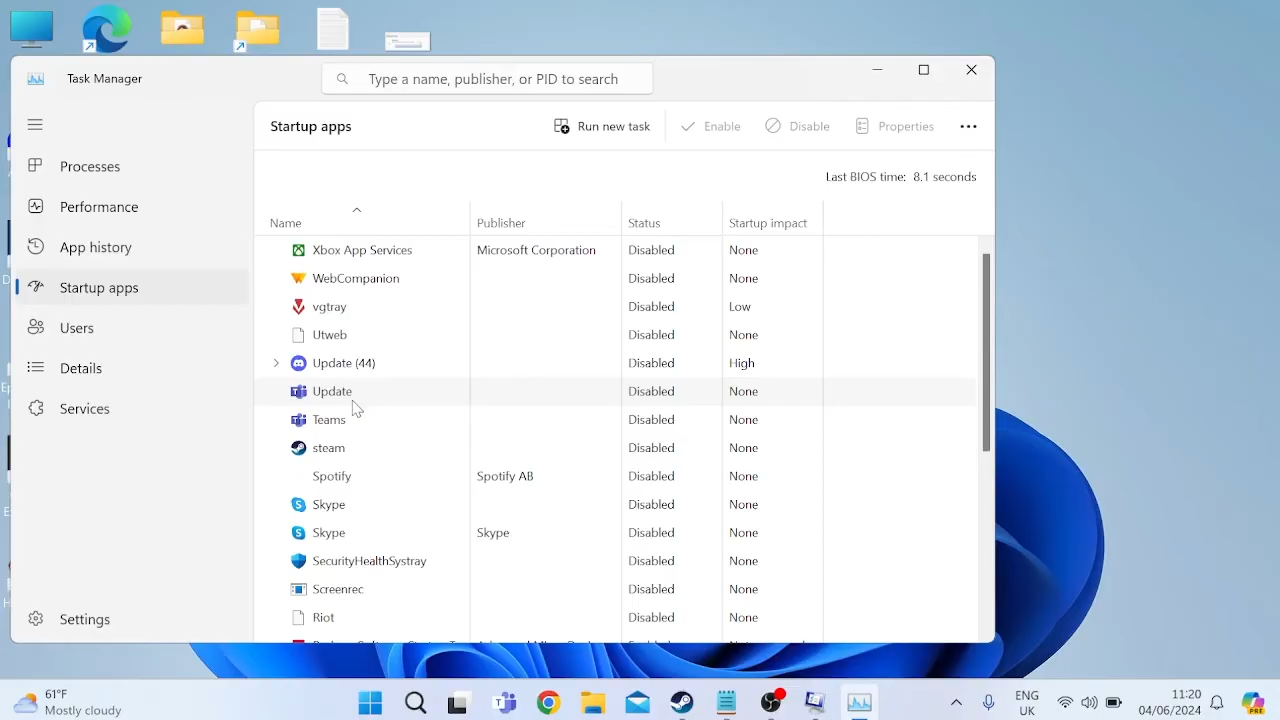 Task Manager
Type a name, publisher, or PID to search
Startup apps
Run new task
Enable
Disable
Properties
Last BIOS time: 8.1 seconds
Processes
Performance
App history
Startup apps
Users
Details
Services
Settings
Name Publisher Status Startup impact
Xbox App Services Microsoft Corporation Disabled None
WebCompanion Disabled None
vgtray Disabled Low
Utweb Disabled None
Update (44) Disabled High
Update Disabled None
Teams Disabled None
steam Disabled None
Spotify Spotify AB Disabled None
Skype Disabled None
Skype Skype Disabled None
SecurityHealthSystray Disabled None
Screenrec Disabled None
Riot Disabled None
61°F
Mostly cloudy
ENG
UK
11:20
04/06/2024
PRE